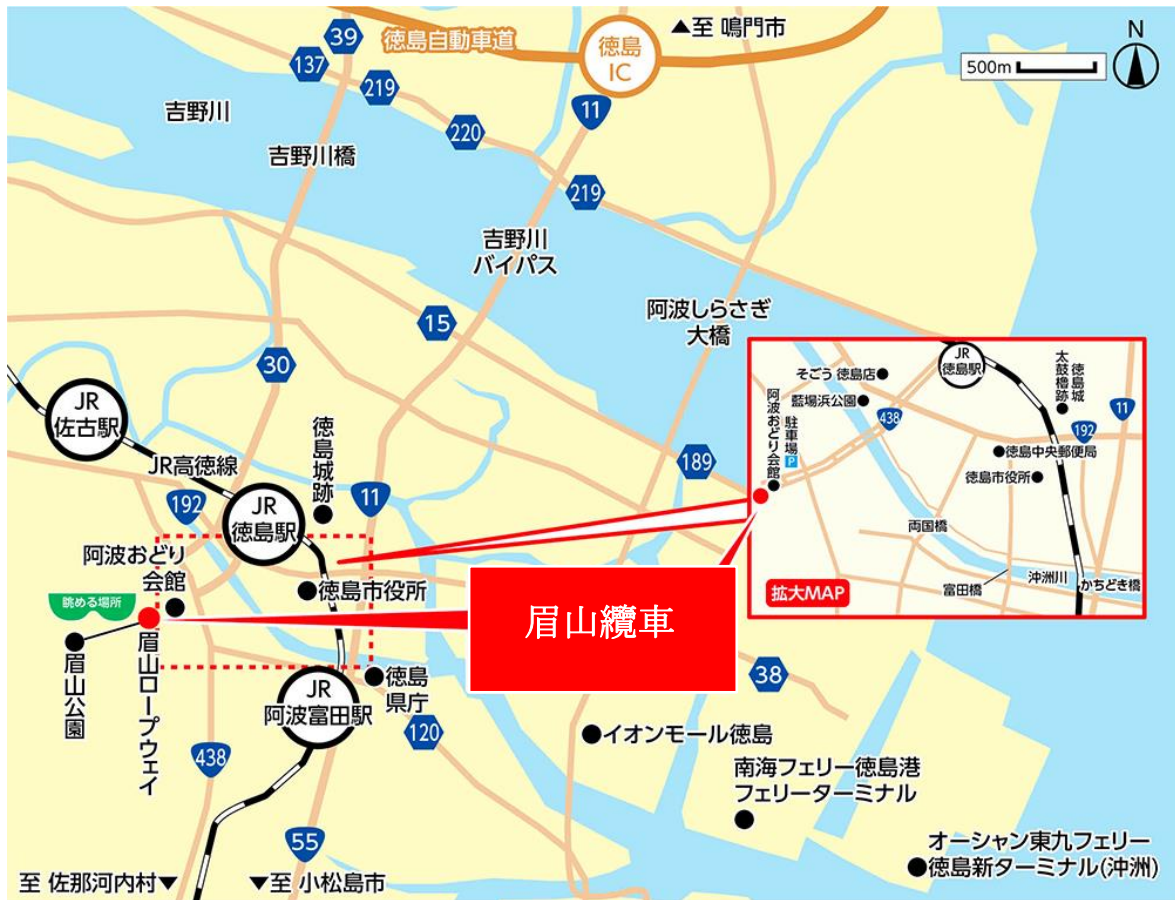 39
徳島自動車道
徳島
IC
▲至 鳴門市
N
500m
137
219
11
吉野川
220
吉野川橋
219
吉野川
バイパス
15
阿波しらさぎ
大橋
30
JR
佐古駅
JR高徳線
徳島城跡
189
192
11
JR
徳島駅
阿波おどり
会館
徳島市役所
眺める場所
眉山纜車
眉山公園
眉山ロープウェイ
徳島
県庁
JR
阿波富田駅
38
120
438
イオンモール徳島
南海フェリー徳島港
フェリーターミナル
55
オーシャン東九フェリー
徳島新ターミナル(沖洲)
至 佐那河内村▼
▼至 小松島市
JR
徳島駅
そごう 徳島店
徳島城
太鼓櫓跡
藍場浜公園
11
438
192
駐車場
P
阿波おどり会館
徳島中央郵便局
徳島市役所
両国橋
沖洲川
かちどき橋
富田橋
拡大MAP